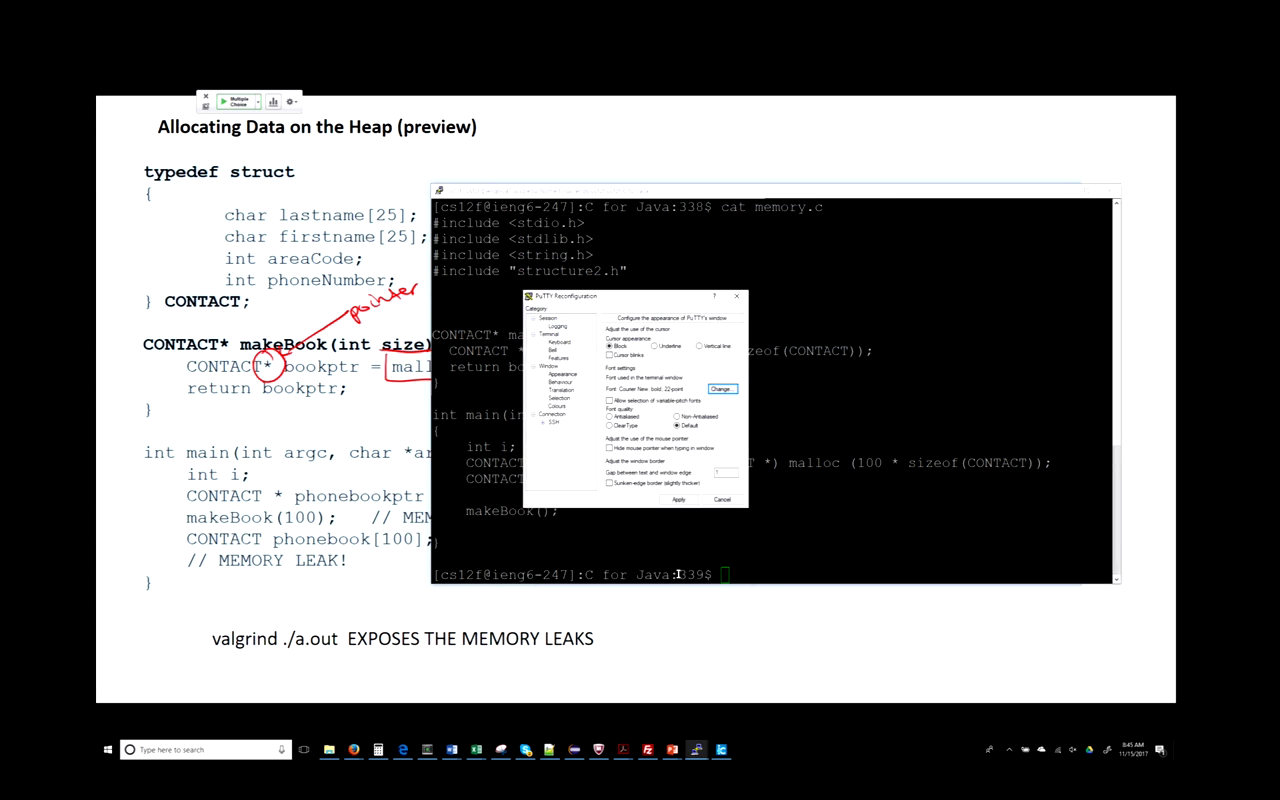 Multiple
Choice
Allocating Data on the Heap (preview)
typedef struct
{
char lastname[25];
char firstname[25];
int areaCode;
int phoneNumber;
} CONTACT;
pointer
CONTACT* makeBook(int size)
CONTACT* bookptr = mall
return bookptr;
}
int main(int argc, char *ar
int i;
CONTACT * phonebookptr
makeBook(100); // MEM
CONTACT phonebook[100];
// MEMORY LEAK!
}
valgrind ./a.out EXPOSES THE MEMORY LEAKS
[cs12f@ieng6-247]:C for Java:338$ cat memory.c
#include <stdio.h>
#include <stdlib.h>
#include <string.h>
#include "structure2.h"
CONTACT* ma
CONTACT * zeof(CONTACT));
return bo
}
int main(in
{
int i;
CONTACT T *) malloc (100 * sizeof(CONTACT));
CONTACT
makeBook();
}
[cs12f@ieng6-247]:C for Java:339$
PuTTY Reconfiguration ? ×
Category:
Session
Logging
Terminal
Keyboard
Bell
Features
Window
Appearance
Behaviour
Translation
Selection
Colours
Connection
SSH
Configure the appearance of PuTTY's window
Adjust the use of the cursor
Cursor appearance:
Block Underline Vertical line
Cursor blinks
Font settings
Font used in the terminal window
Font: Courier New, bold, 22-point Change...
Allow selection of variable-pitch fonts
Font quality:
Antialiased Non-Antialiased
ClearType Default
Adjust the use of the mouse pointer
Hide mouse pointer when typing in window
Adjust the window border
Gap between text and window edge: 1
Sunken-edge border (slightly thicker)
Apply Cancel
Type here to search
8:45 AM
11/15/2017